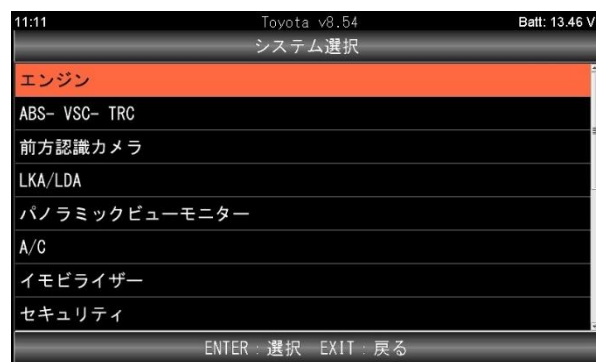 11:11 Toyota v8.54 Batt: 13.46 V
システム選択
エンジン
ABS- VSC- TRC
前方認識カメラ
LKA/LDA
パノラミックビューモニター
A/C
イモビライザー
セキュリティ
ENTER：選択 EXIT：戻る